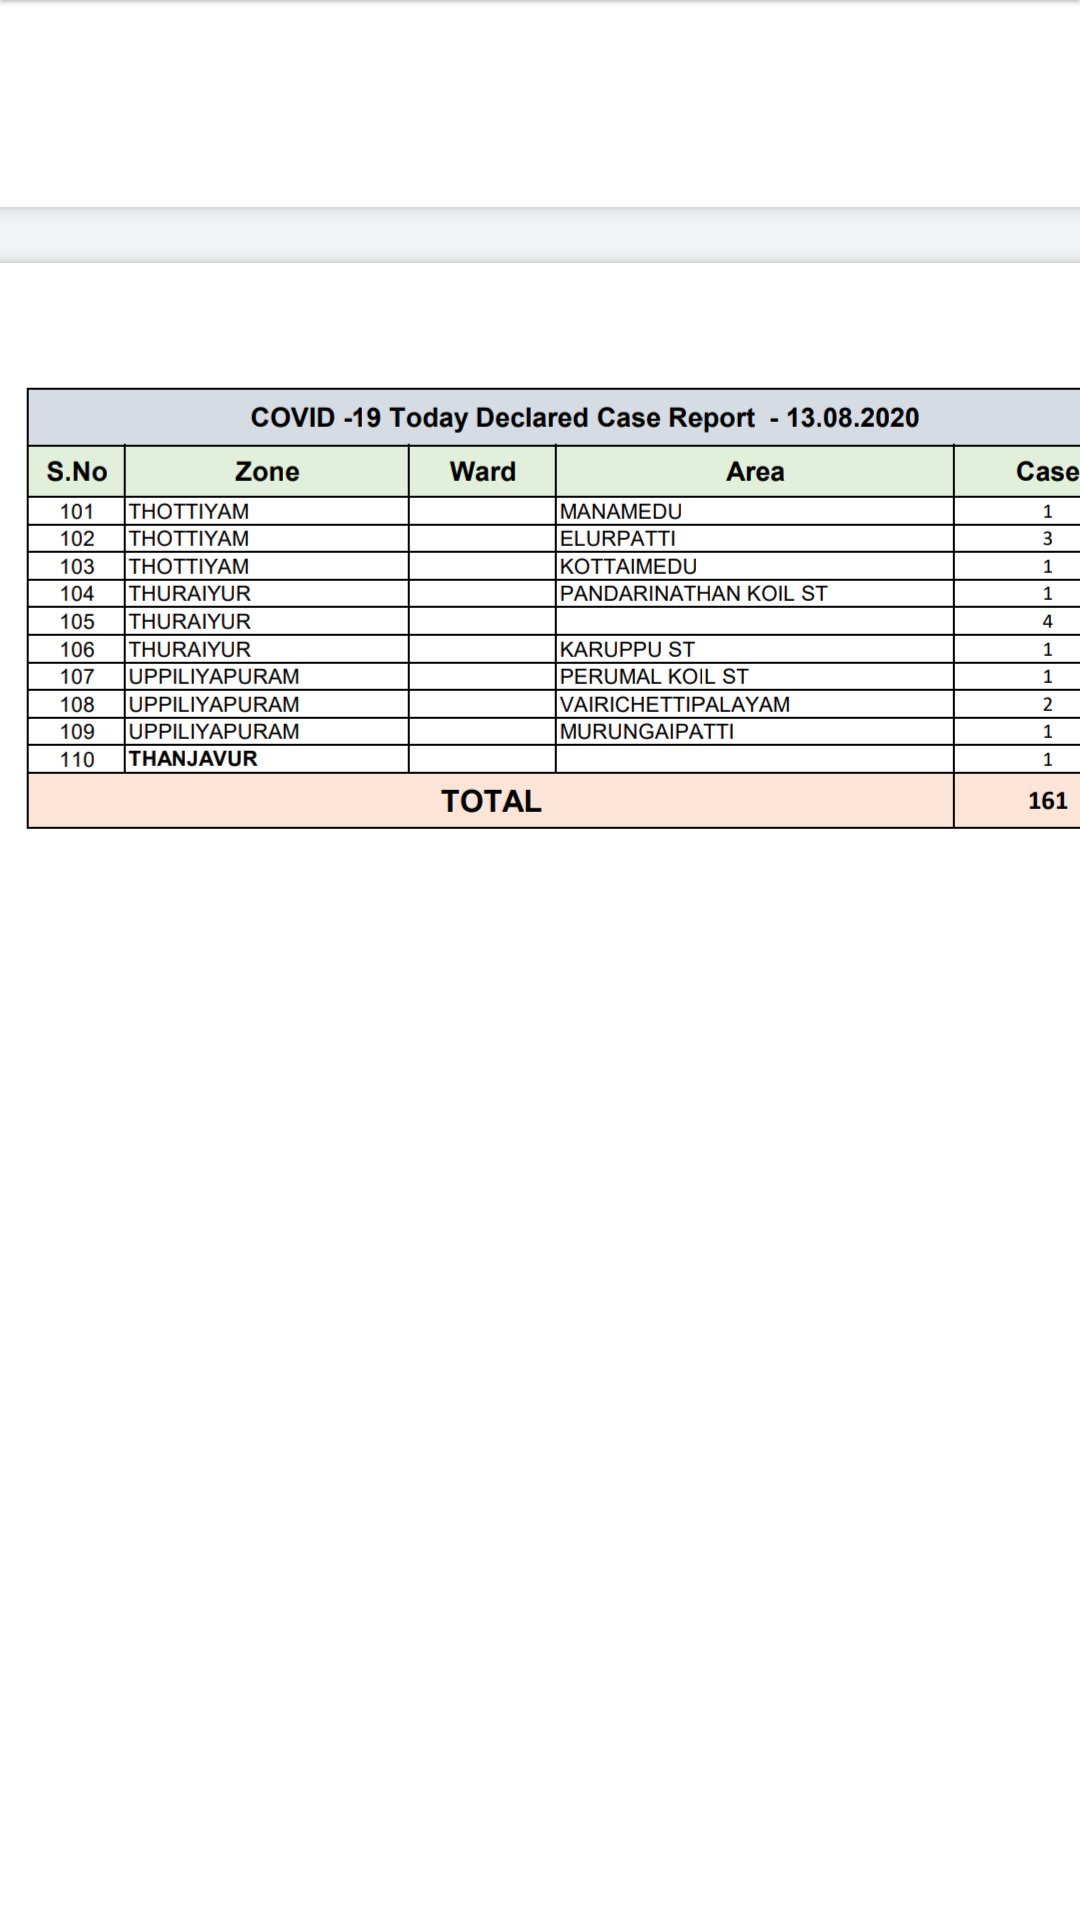 COVID -19 Today Declared Case Report - 13.08.2020
S.No Zone Ward Area Case
101 THOTTIYAM MANAMEDU 1
102 THOTTIYAM ELURPATTI 3
103 THOTTIYAM KOTTAIMEDU 1
104 THURAIYUR PANDARINATHAN KOIL ST 1
105 THURAIYUR 4
106 THURAIYUR KARUPPU ST 1
107 UPPILIYAPURAM PERUMAL KOIL ST 1
108 UPPILIYAPURAM VAIRICHETTIPALAYAM 2
109 UPPILIYAPURAM MURUNGAIPATTI 1
110 THANJAVUR 1
TOTAL 161